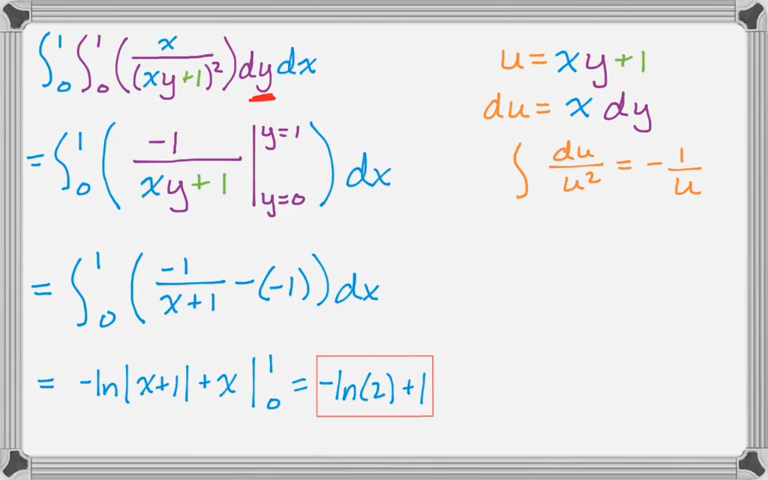 ∫₀¹ ∫₀¹ (x/(xy+1)²) dy dx
= ∫₀¹ (-1/(xy+1) |_{y=0}^{y=1}) dx
= ∫₀¹ (-1/(x+1) - (-1)) dx
= -ln|x+1| + x |₀¹ = -ln(2) + 1
u = xy+1
du = x dy
∫ du/u² = -1/u